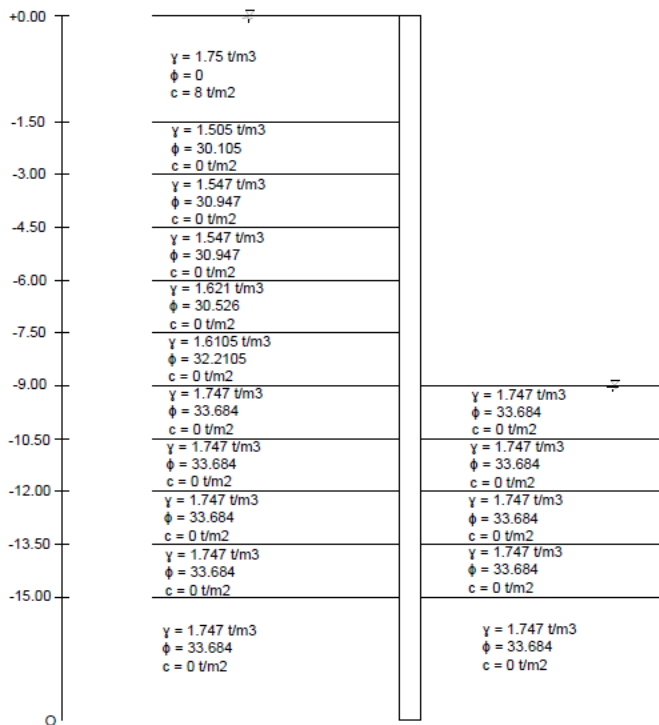 +0.00
γ = 1.75 t/m3
ϕ = 0
c = 8 t/m2
-1.50
γ = 1.505 t/m3
ϕ = 30.105
c = 0 t/m2
-3.00
γ = 1.547 t/m3
ϕ = 30.947
c = 0 t/m2
-4.50
γ = 1.547 t/m3
ϕ = 30.947
c = 0 t/m2
-6.00
γ = 1.621 t/m3
ϕ = 30.526
c = 0 t/m2
-7.50
γ = 1.6105 t/m3
ϕ = 32.2105
c = 0 t/m2
-9.00
γ = 1.747 t/m3
ϕ = 33.684
c = 0 t/m2
γ = 1.747 t/m3
ϕ = 33.684
c = 0 t/m2
-10.50
γ = 1.747 t/m3
ϕ = 33.684
c = 0 t/m2
γ = 1.747 t/m3
ϕ = 33.684
c = 0 t/m2
-12.00
γ = 1.747 t/m3
ϕ = 33.684
c = 0 t/m2
γ = 1.747 t/m3
ϕ = 33.684
c = 0 t/m2
-13.50
γ = 1.747 t/m3
ϕ = 33.684
c = 0 t/m2
γ = 1.747 t/m3
ϕ = 33.684
c = 0 t/m2
-15.00
γ = 1.747 t/m3
ϕ = 33.684
c = 0 t/m2
γ = 1.747 t/m3
ϕ = 33.684
c = 0 t/m2
O